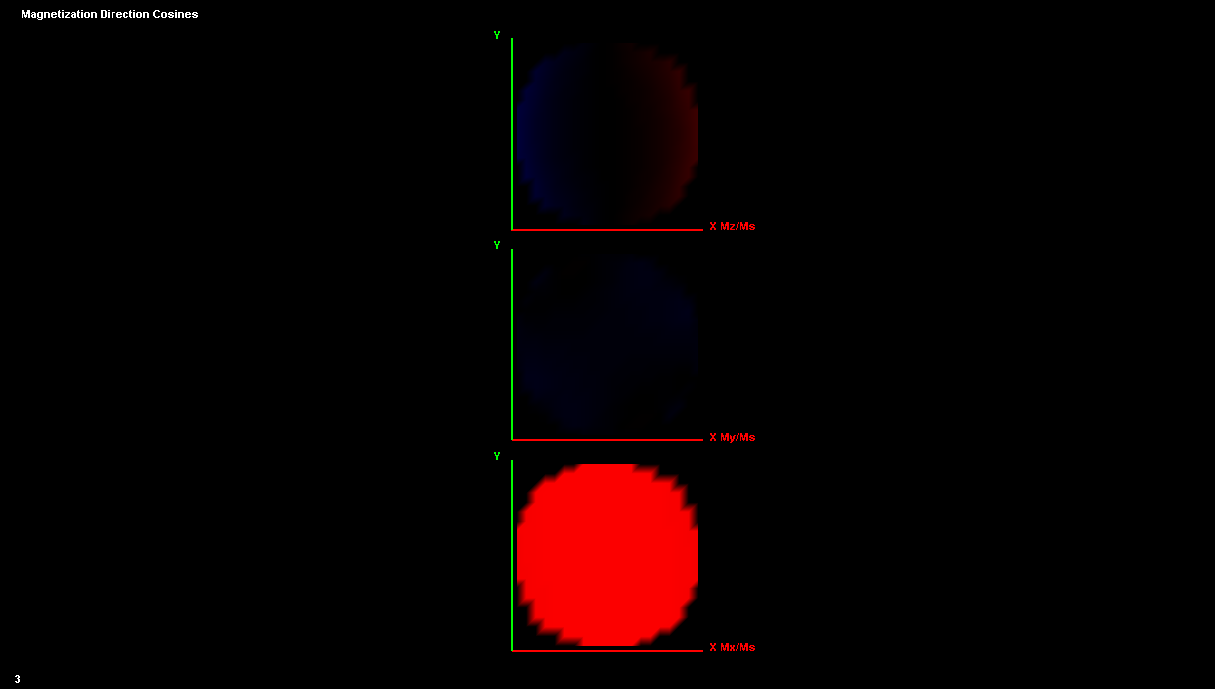 Magnetization Direction Cosines
Y
X Mz/Ms
Y
X My/Ms
Y
X Mx/Ms
3